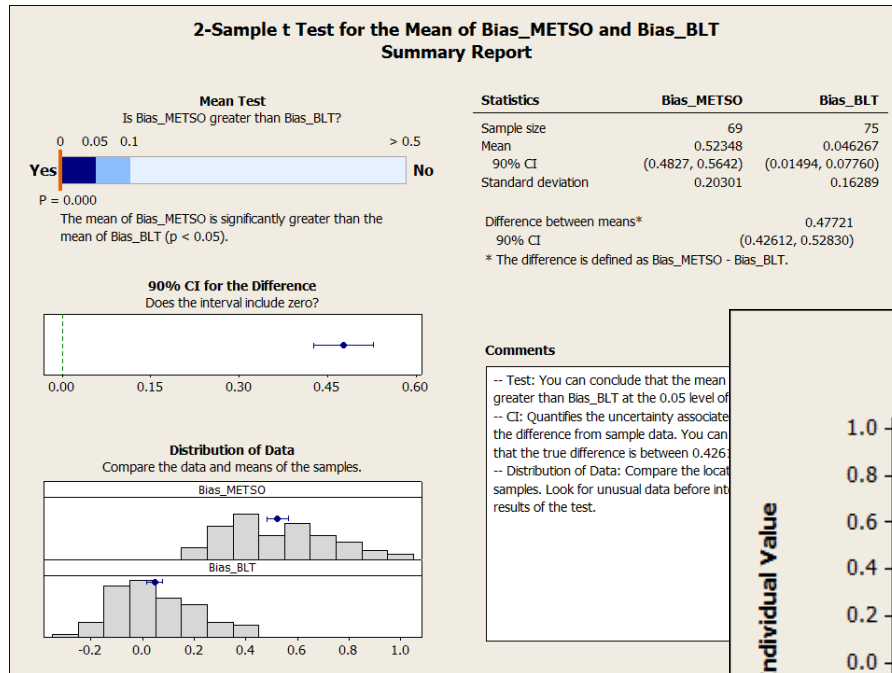 2-Sample t Test for the Mean of Bias_METSO and Bias_BLT
Summary Report
Mean Test
Is Bias_METSO greater than Bias_BLT?
0 0.05 0.1 > 0.5
Yes No
P = 0.000
The mean of Bias_METSO is significantly greater than the
mean of Bias_BLT (p < 0.05).
90% CI for the Difference
Does the interval include zero?
0.00 0.15 0.30 0.45 0.60
Distribution of Data
Compare the data and means of the samples.
Bias_METSO
Bias_BLT
-0.2 0.0 0.2 0.4 0.6 0.8 1.0
Statistics Bias_METSO Bias_BLT
Sample size 69 75
Mean 0.52348 0.046267
90% CI (0.4827, 0.5642) (0.01494, 0.07760)
Standard deviation 0.20301 0.16289
Difference between means* 0.47721
90% CI (0.42612, 0.52830)
* The difference is defined as Bias_METSO - Bias_BLT.
Comments
-- Test: You can conclude that the mean
greater than Bias_BLT at the 0.05 level of
-- CI: Quantifies the uncertainty associate
the difference from sample data. You can
that the true difference is between 0.426
-- Distribution of Data: Compare the locat
samples. Look for unusual data before int
results of the test.
1.0
0.8
0.6
0.4
0.2
0.0
ndividual Value